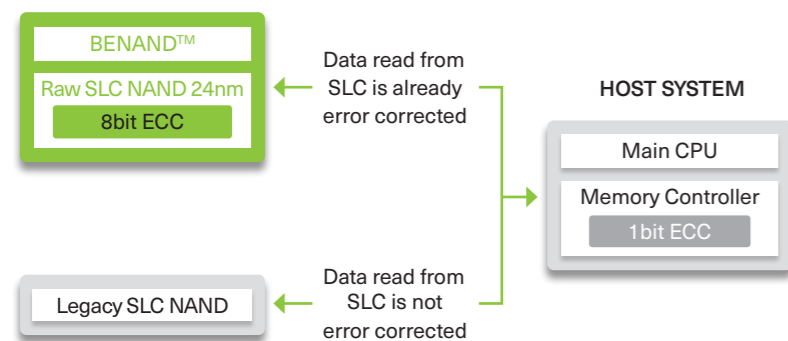 BENAND™
Raw SLC NAND 24nm
8bit ECC
Data read from
SLC is already
error corrected
HOST SYSTEM
Main CPU
Memory Controller
1bit ECC
Legacy SLC NAND
Data read from
SLC is not
error corrected